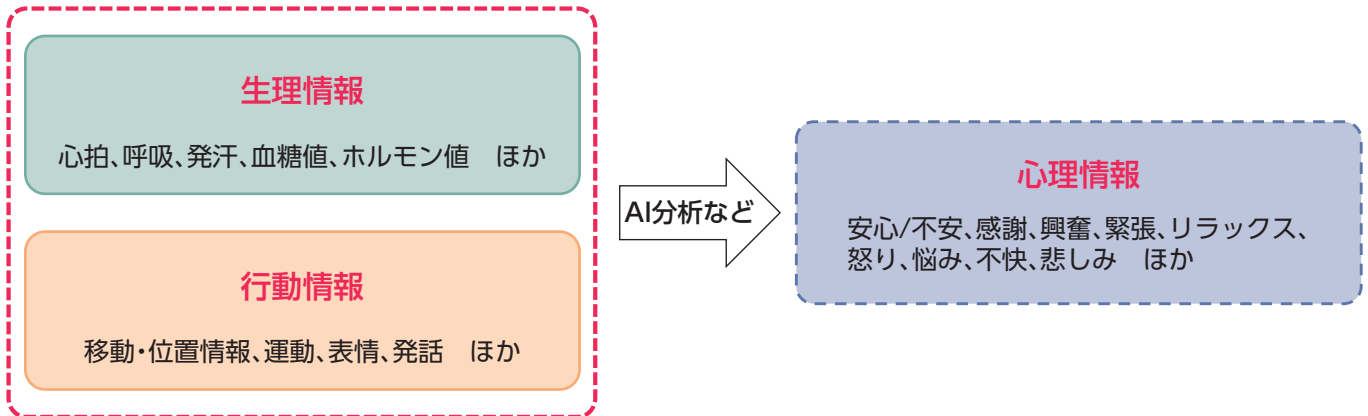 生理情報
心拍、呼吸、発汗、血糖値、ホルモン値　ほか
行動情報
移動・位置情報、運動、表情、発話　ほか
AI分析など
心理情報
安心/不安、感謝、興奮、緊張、リラックス、
怒り、悩み、不快、悲しみ　ほか